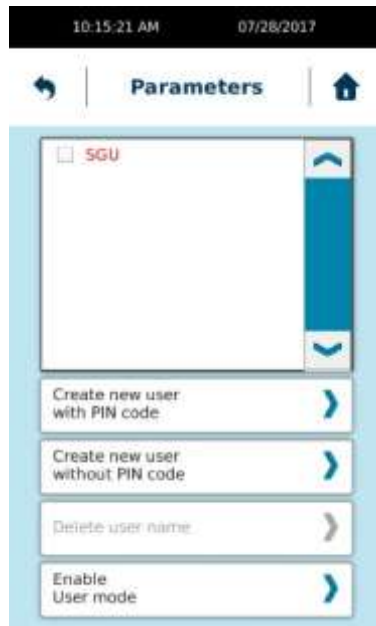 10:15:21 AM 07/28/2017
Parameters
SGU
Create new user
with PIN code
Create new user
without PIN code
Delete user name
Enable
User mode